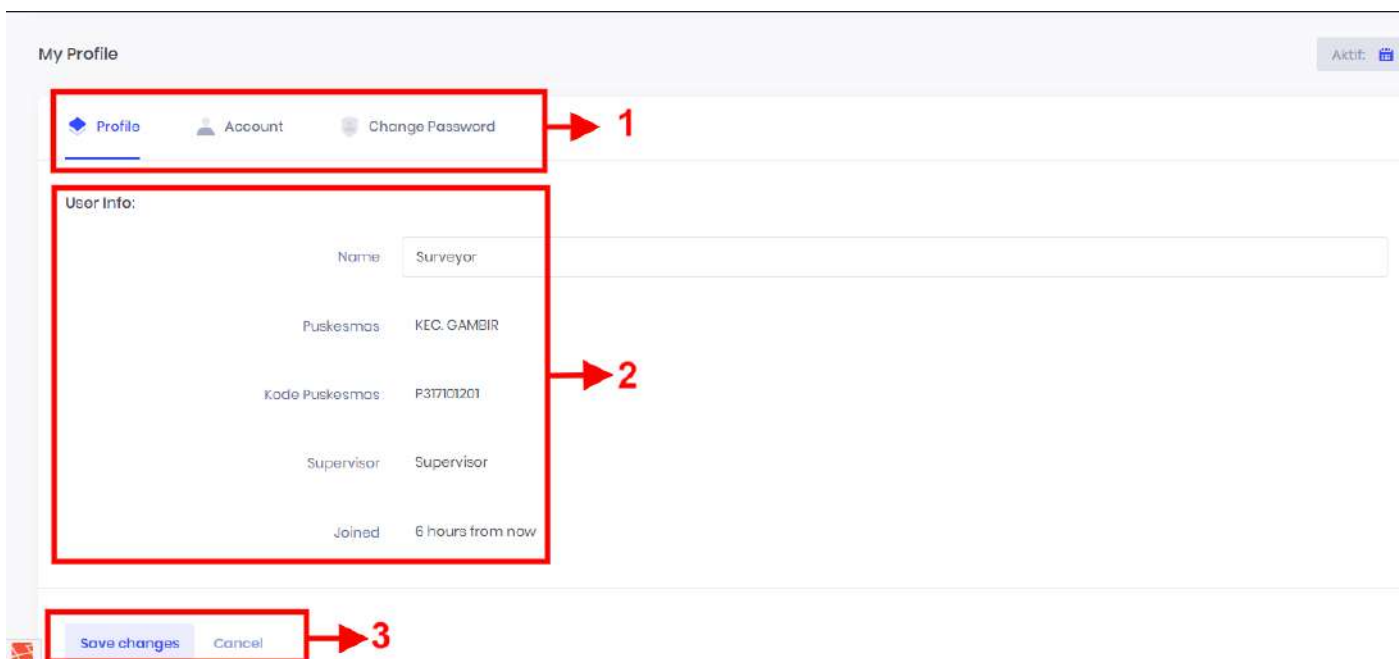 My Profile
Aktif:
Profile Account Change Password
1
User Info:
Name Surveyor
Puskesmas KEC. GAMBIR
2
Kode Puskesmas P317101201
Supervisor Supervisor
Joined 6 hours from now
Save changes Cancel
3